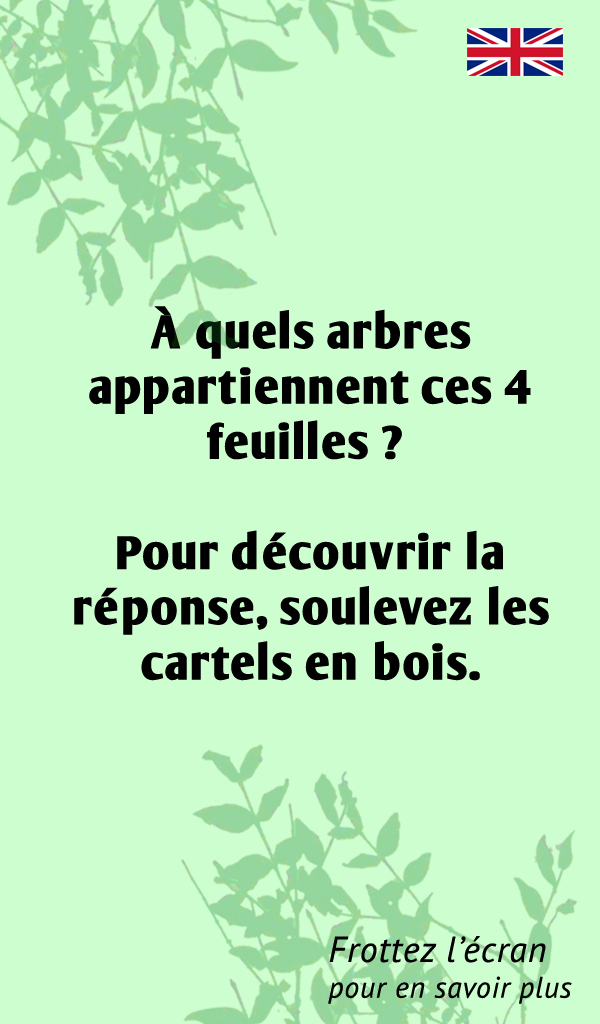 À quels arbres
appartiennent ces 4
feuilles ?
Pour découvrir la
réponse, soulevez les
cartels en bois.
Frottez l’écran
pour en savoir plus